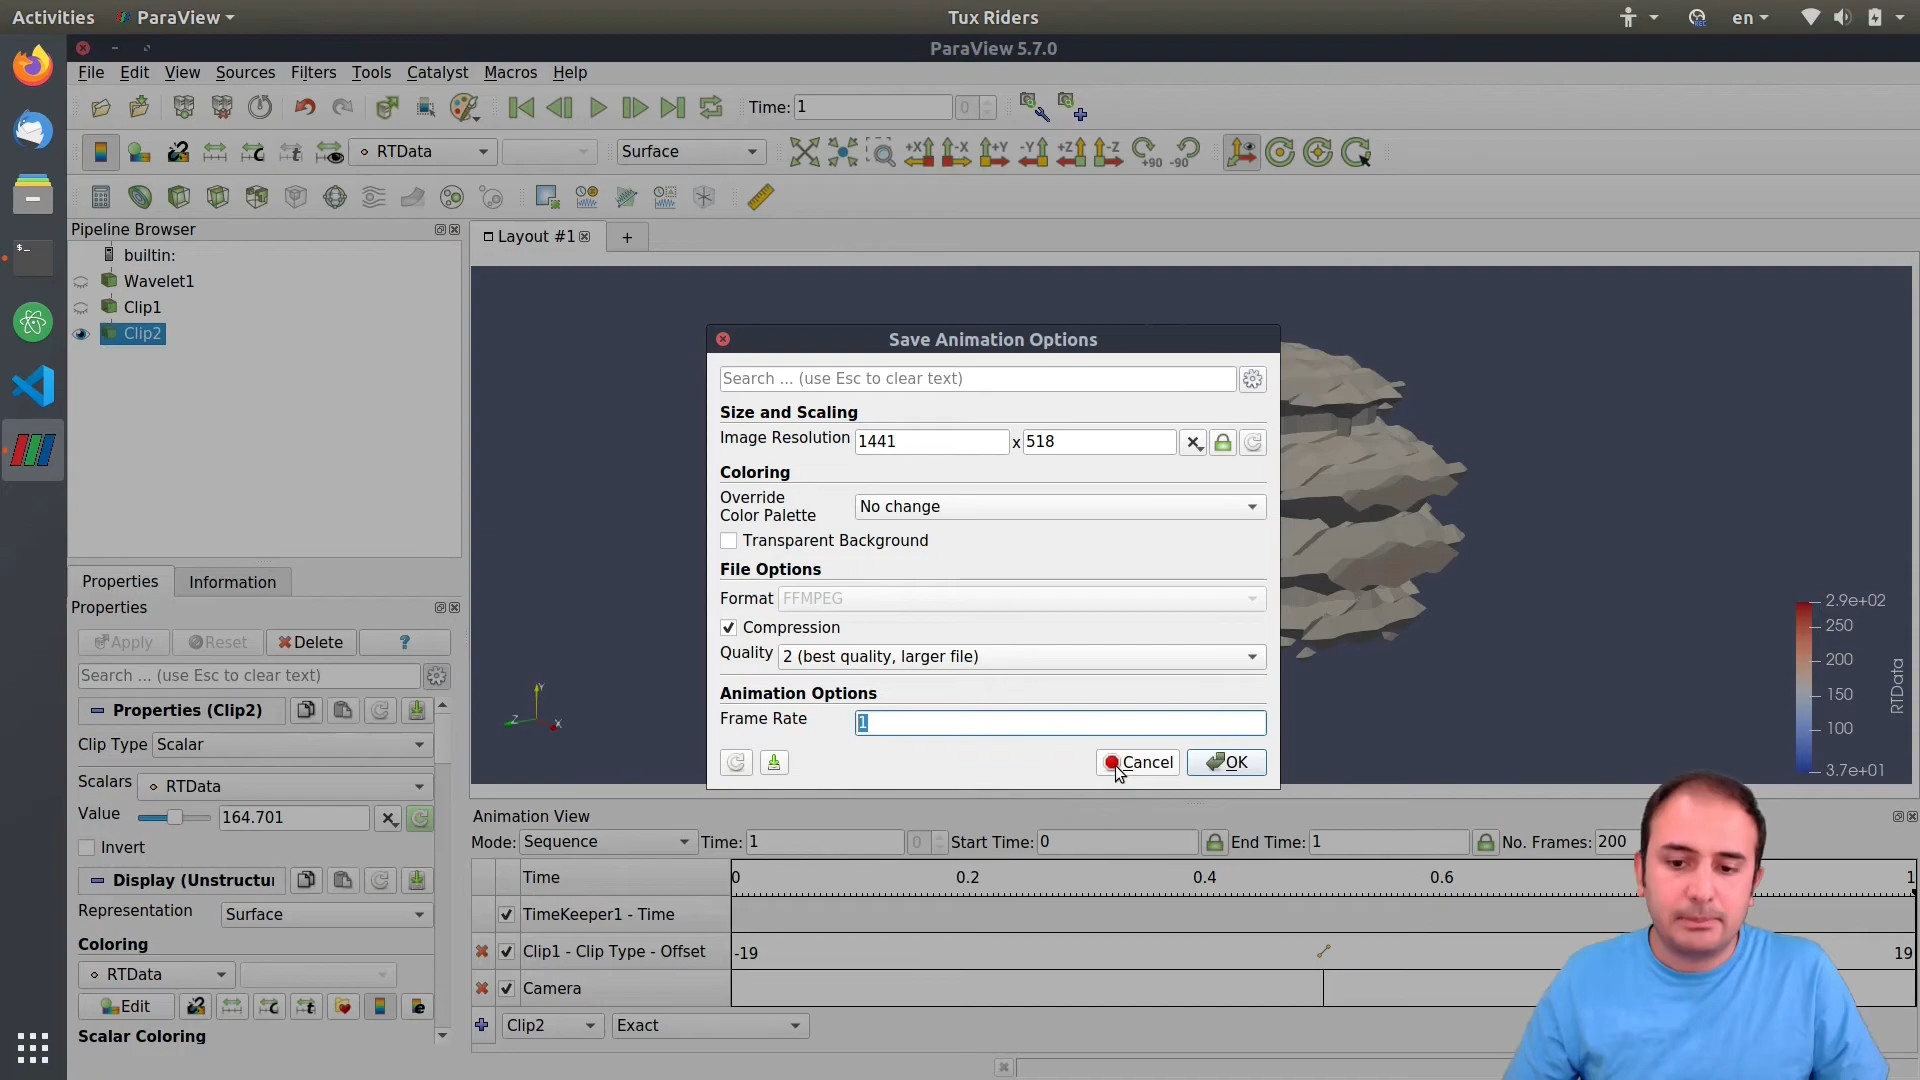 Activities ParaView Tux Riders en
ParaView 5.7.0
File Edit View Sources Filters Tools Catalyst Macros Help
Time: 1 0
RTData Surface +X -X +Y -Y +Z -Z +90 -90
Pipeline Browser
Layout #1 +
builtin:
Wavelet1
Clip1
Clip2
Save Animation Options
Search ... (use Esc to clear text)
Size and Scaling
Image Resolution 1441 x 518
Coloring
Override
Color Palette No change
Transparent Background
File Options
Format FFMPEG
Compression
Quality 2 (best quality, larger file)
Animation Options
Frame Rate 1
Cancel OK
Properties Information
Properties
Apply Reset Delete ?
Search ... (use Esc to clear text)
Properties (Clip2)
Clip Type Scalar
Scalars RTData
Value 164.701
Invert
Display (Unstructu
Representation Surface
Coloring
RTData
Edit
Scalar Coloring
Y
Z X
2.9e+02
250
200
150
100
3.7e+01
RTData
Animation View
Mode: Sequence Time: 1 0 Start Time: 0 End Time: 1 No. Frames: 200
Time 0 0.2 0.4 0.6 1
TimeKeeper1 - Time
Clip1 - Clip Type - Offset -19 19
Camera
Clip2 Exact